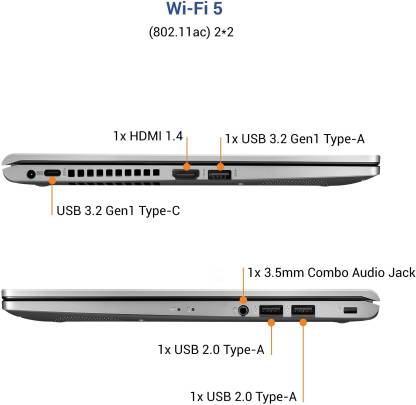 Wi-Fi 5
(802.11ac) 2*2
1x HDMI 1.4
1x USB 3.2 Gen1 Type-A
USB 3.2 Gen1 Type-C
1x 3.5mm Combo Audio Jack
1x USB 2.0 Type-A
1x USB 2.0 Type-A